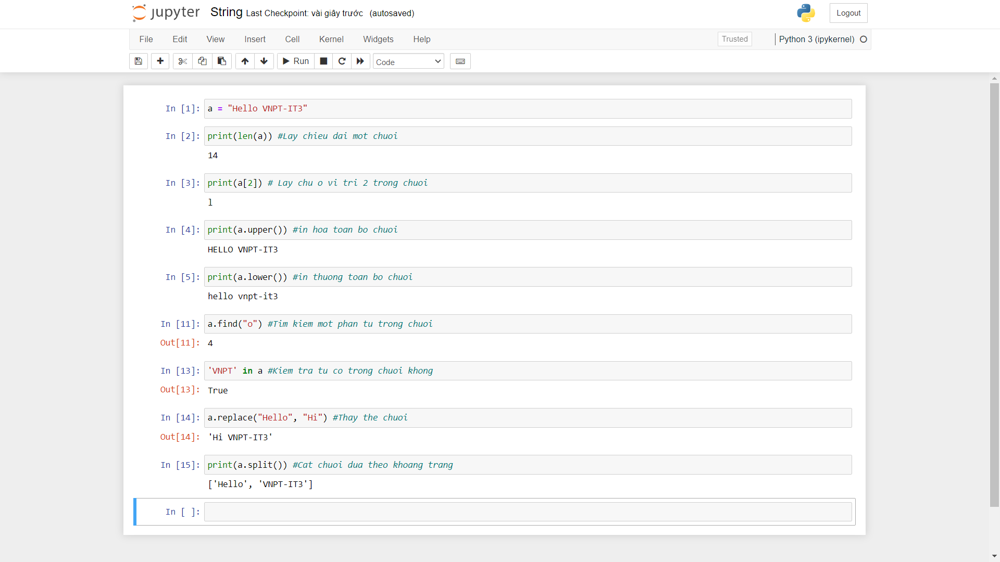 jupyter String Last Checkpoint: vài giây trước (autosaved) Logout
File Edit View Insert Cell Kernel Widgets Help Trusted Python 3 (ipykernel)
Run Code
In [1]: a = "Hello VNPT-IT3"
In [2]: print(len(a)) #Lay chieu dai mot chuoi
14
In [3]: print(a[2]) # Lay chu o vi tri 2 trong chuoi
l
In [4]: print(a.upper()) #in hoa toan bo chuoi
HELLO VNPT-IT3
In [5]: print(a.lower()) #in thuong toan bo chuoi
hello vnpt-it3
In [11]: a.find("o") #Tim kiem mot phan tu trong chuoi
Out[11]: 4
In [13]: 'VNPT' in a #Kiem tra tu co trong chuoi khong
Out[13]: True
In [14]: a.replace("Hello", "Hi") #Thay the chuoi
Out[14]: 'Hi VNPT-IT3'
In [15]: print(a.split()) #Cat chuoi dua theo khoang trang
['Hello', 'VNPT-IT3']
In [ ]: